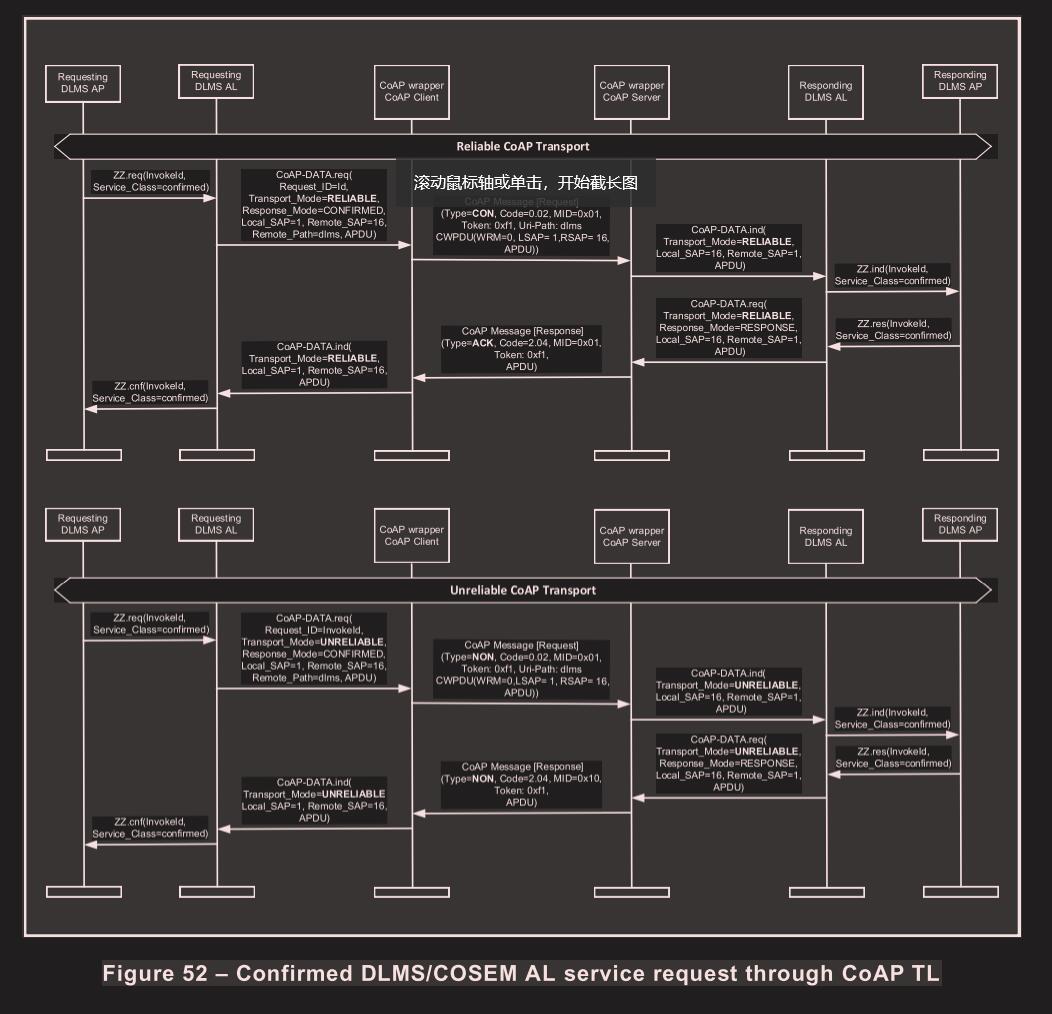 Requesting
DLMS AP
Requesting
DLMS AL
CoAP wrapper
CoAP Client
CoAP wrapper
CoAP Server
Responding
DLMS AL
Responding
DLMS AP
Reliable CoAP Transport
ZZ.req(InvokeId,
Service_Class=confirmed)
CoAP-DATA.req(
Request_ID=Id,
Transport_Mode=RELIABLE,
Response_Mode=CONFIRMED,
Local_SAP=1, Remote_SAP=16,
Remote_Path=dlms, APDU)
滚动鼠标轴或单击，开始截长图
CoAP Message [Request]
(Type=CON, Code=0.02, MID=0x01,
Token: 0xf1, Uri-Path: dlms
CWPDU(WRM=0, LSAP= 1,RSAP= 16,
APDU))
CoAP-DATA.ind(
Transport_Mode=RELIABLE,
Local_SAP=16, Remote_SAP=1,
APDU)
ZZ.ind(InvokeId,
Service_Class=confirmed)
CoAP-DATA.req(
Transport_Mode=RELIABLE,
Response_Mode=RESPONSE,
Local_SAP=16, Remote_SAP=1,
APDU)
ZZ.res(InvokeId,
Service_Class=confirmed)
CoAP Message [Response]
(Type=ACK, Code=2.04, MID=0x01,
Token: 0xf1,
APDU)
CoAP-DATA.ind(
Transport_Mode=RELIABLE,
Local_SAP=1, Remote_SAP=16,
APDU)
ZZ.cnf(InvokeId,
Service_Class=confirmed)
Requesting
DLMS AP
Requesting
DLMS AL
CoAP wrapper
CoAP Client
CoAP wrapper
CoAP Server
Responding
DLMS AL
Responding
DLMS AP
Unreliable CoAP Transport
ZZ.req(InvokeId,
Service_Class=confirmed)
CoAP-DATA.req(
Request_ID=InvokeId,
Transport_Mode=UNRELIABLE,
Response_Mode=CONFIRMED,
Local_SAP=1, Remote_SAP=16,
Remote_Path=dlms, APDU)
CoAP Message [Request]
(Type=NON, Code=0.02, MID=0x01,
Token: 0xf1, Uri-Path: dlms
CWPDU(WRM=0,LSAP= 1, RSAP= 16,
APDU))
CoAP-DATA.ind(
Transport_Mode=UNRELIABLE,
Local_SAP=16, Remote_SAP=1,
APDU)
ZZ.ind(InvokeId,
Service_Class=confirmed)
CoAP-DATA.req(
Transport_Mode=UNRELIABLE,
Response_Mode=RESPONSE,
Local_SAP=16, Remote_SAP=1,
APDU)
ZZ.res(InvokeId,
Service_Class=confirmed)
CoAP Message [Response]
(Type=NON, Code=2.04, MID=0x10,
Token: 0xf1,
APDU)
CoAP-DATA.ind(
Transport_Mode=UNRELIABLE
Local_SAP=1, Remote_SAP=16,
APDU)
ZZ.cnf(InvokeId,
Service_Class=confirmed)
Figure 52 – Confirmed DLMS/COSEM AL service request through CoAP TL